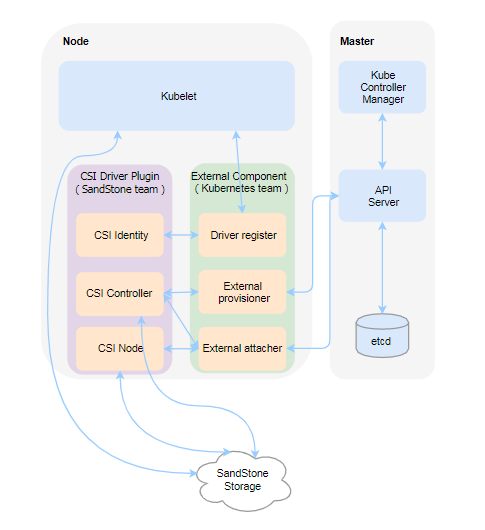 Node
Master
Kubelet
Kube
Controller
Manager
CSI Driver Plugin
( SandStone team )
External Component
( Kubernetes team )
API
Server
CSI Identity
Driver register
CSI Controller
External
provisioner
CSI Node
External attacher
etcd
SandStone
Storage